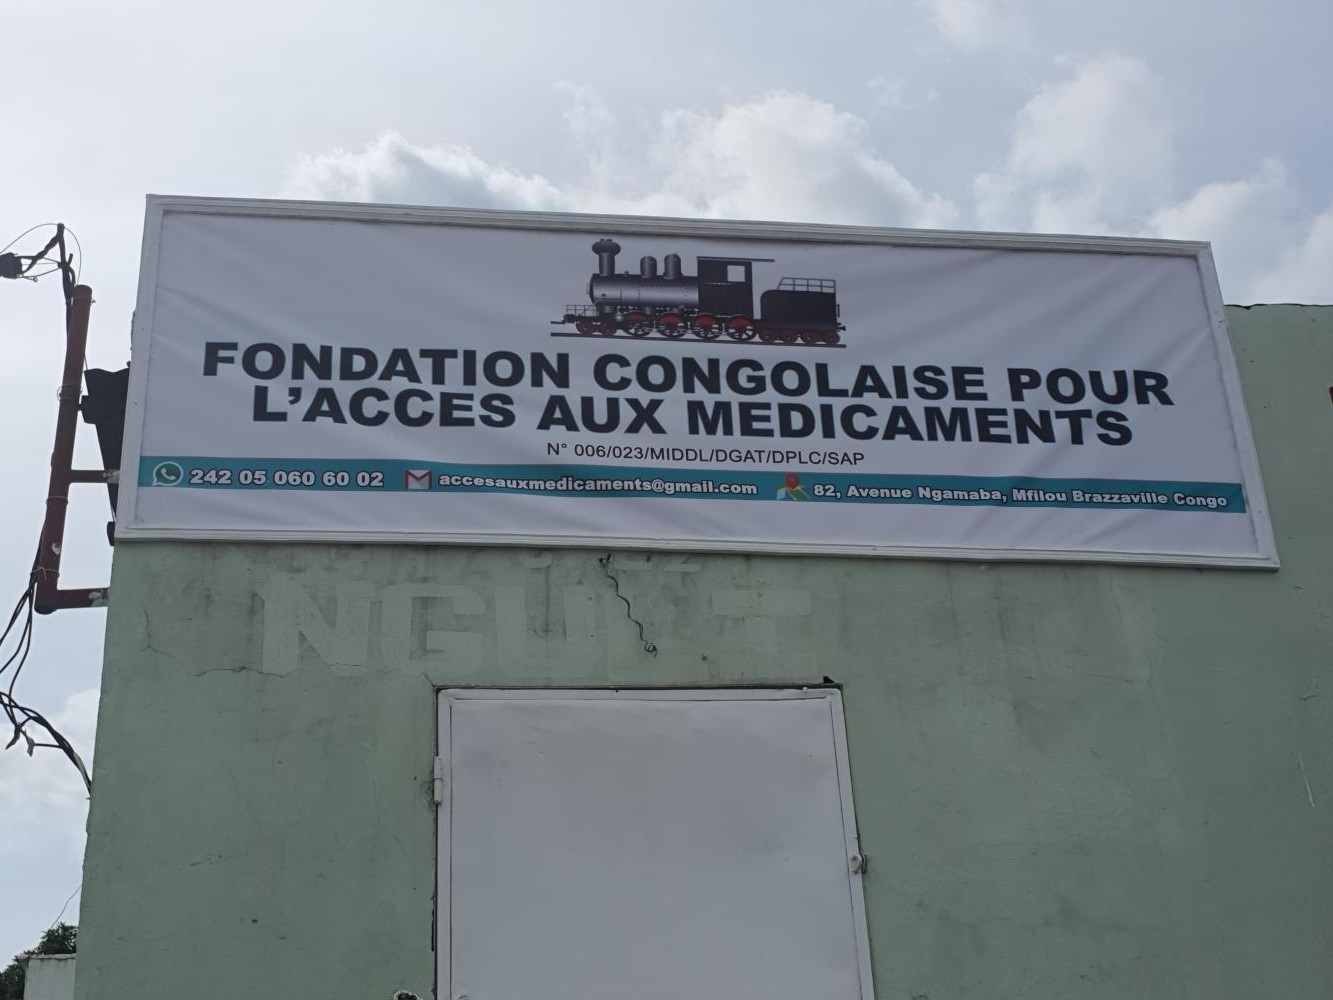 FONDATION CONGOLAISE POUR
L'ACCES AUX MEDICAMENTS
N° 006/023/MIDDL/DGAT/DPLC/SAP
242 05 060 60 02 accesauxmedicaments@gmail.com 82, Avenue Ngamaba, Mfilou Brazzaville Congo